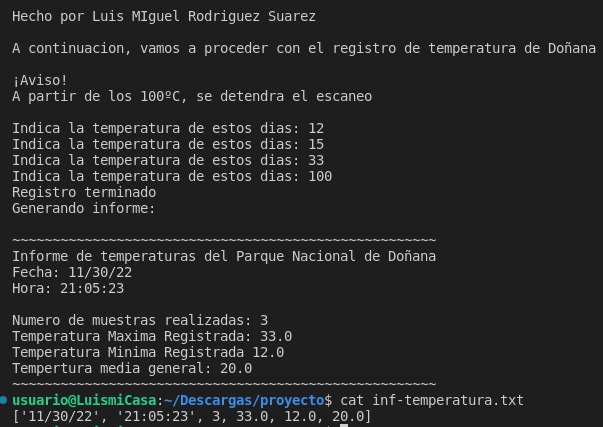 Hecho por Luis MIguel Rodriguez Suarez
A continuacion, vamos a proceder con el registro de temperatura de Doñana
¡Aviso!
A partir de los 100ºC, se detendra el escaneo
Indica la temperatura de estos dias: 12
Indica la temperatura de estos dias: 15
Indica la temperatura de estos dias: 33
Indica la temperatura de estos dias: 100
Registro terminado
Generando informe:
~~~~~~~~~~~~~~~~~~~~~~~~~~~~~~~~~~~~~~~~~~~~~~~~~~~~~
Informe de temperaturas del Parque Nacional de Doñana
Fecha: 11/30/22
Hora: 21:05:23
Numero de muestras realizadas: 3
Temperatura Maxima Registrada: 33.0
Temperatura Minima Registrada 12.0
Tempertura media general: 20.0
~~~~~~~~~~~~~~~~~~~~~~~~~~~~~~~~~~~~~~~~~~~~~~~~~~~~~
usuario@LuismiCasa:~/Descargas/proyecto$ cat inf-temperatura.txt
['11/30/22', '21:05:23', 3, 33.0, 12.0, 20.0]